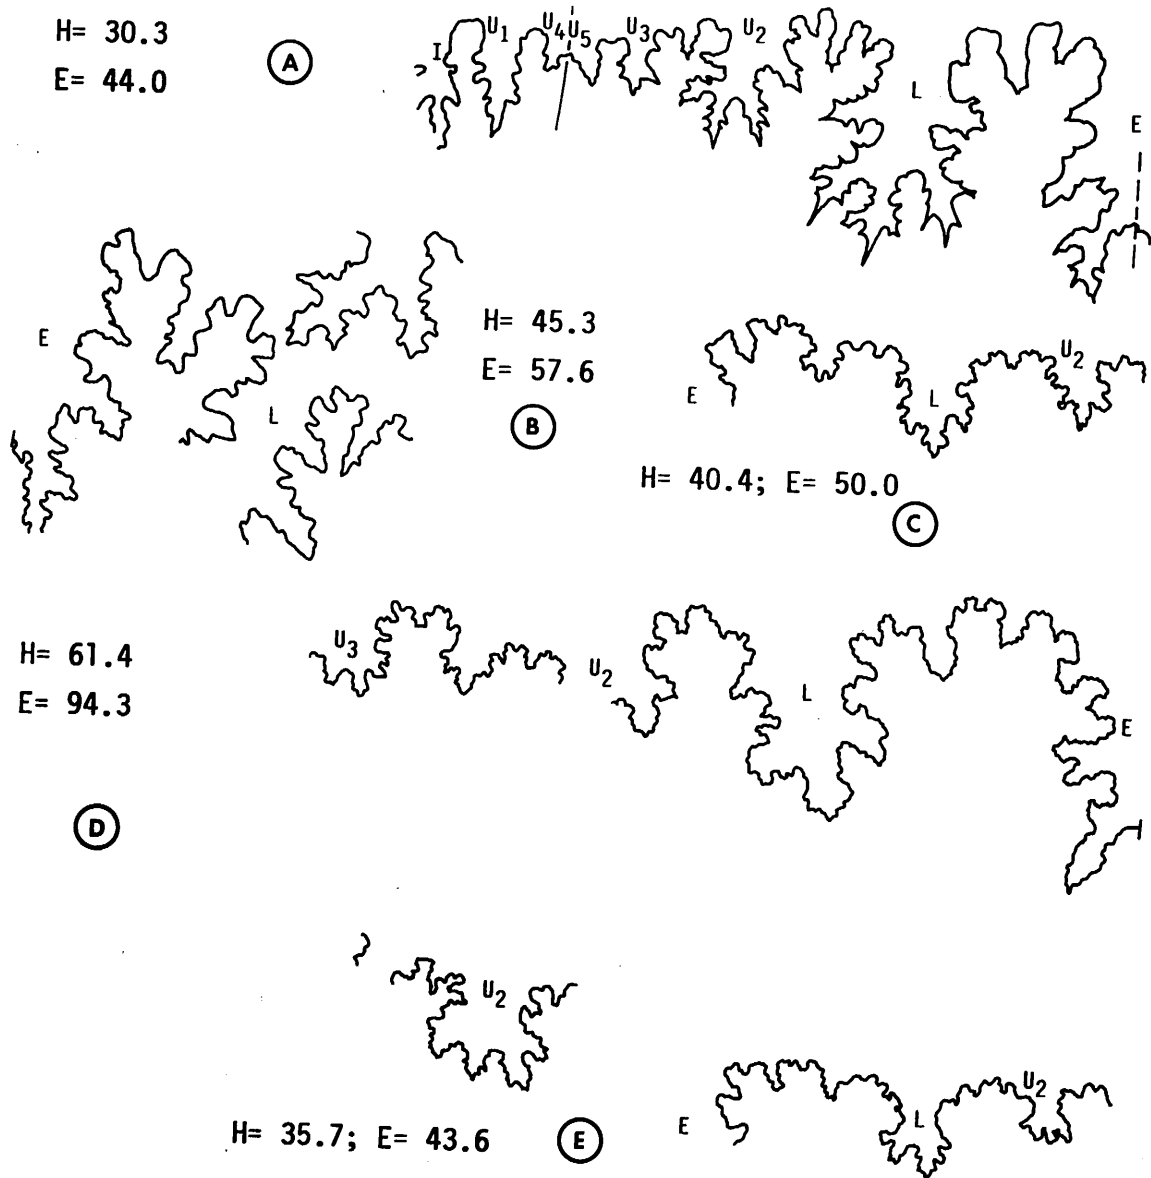 H= 30.3
E= 44.0
A
I U1 U4 U5 U3 U2
L
E
E
L
H= 45.3
E= 57.6
B
E
L
U2
H= 40.4; E= 50.0
C
H= 61.4
E= 94.3
U3
U2
L
E
D
U2
H= 35.7; E= 43.6
E
E
L
U2